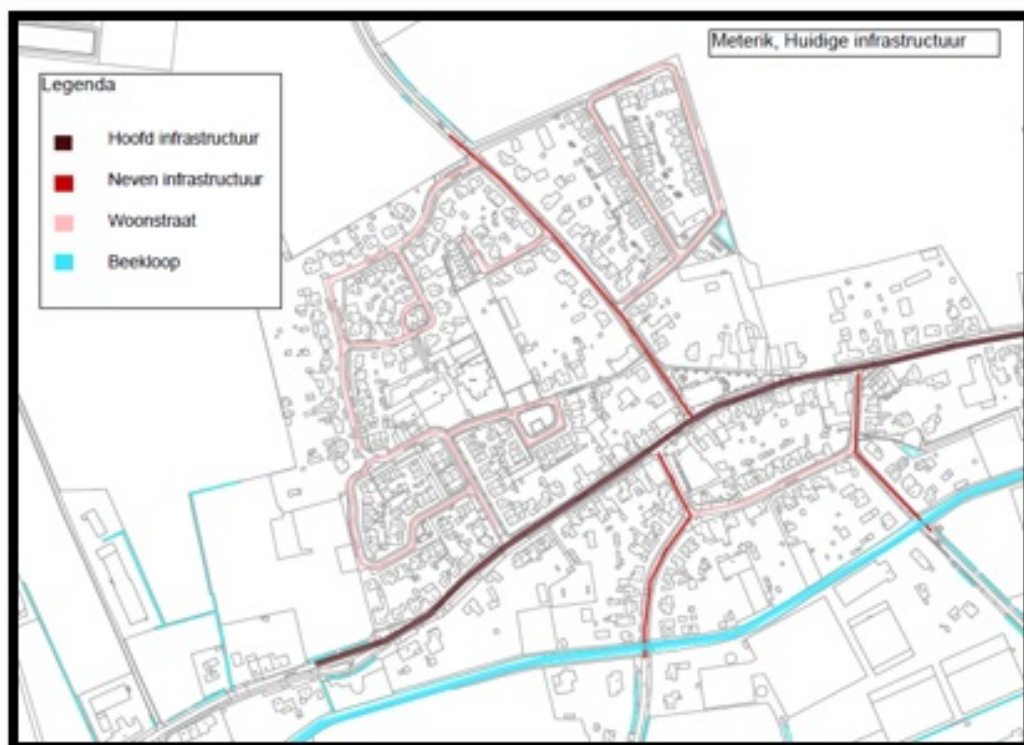 Meterik, Huidige infrastructuur
Legenda
Hoofd infrastructuur
Neven infrastructuur
Woonstraat
Beekloop